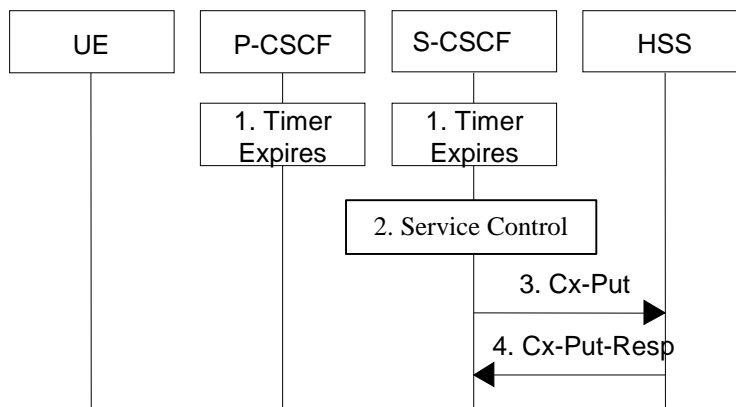 UE
P-CSCF
S-CSCF
HSS
1. Timer
Expires
1. Timer
Expires
2. Service Control
3. Cx-Put
4. Cx-Put-Resp